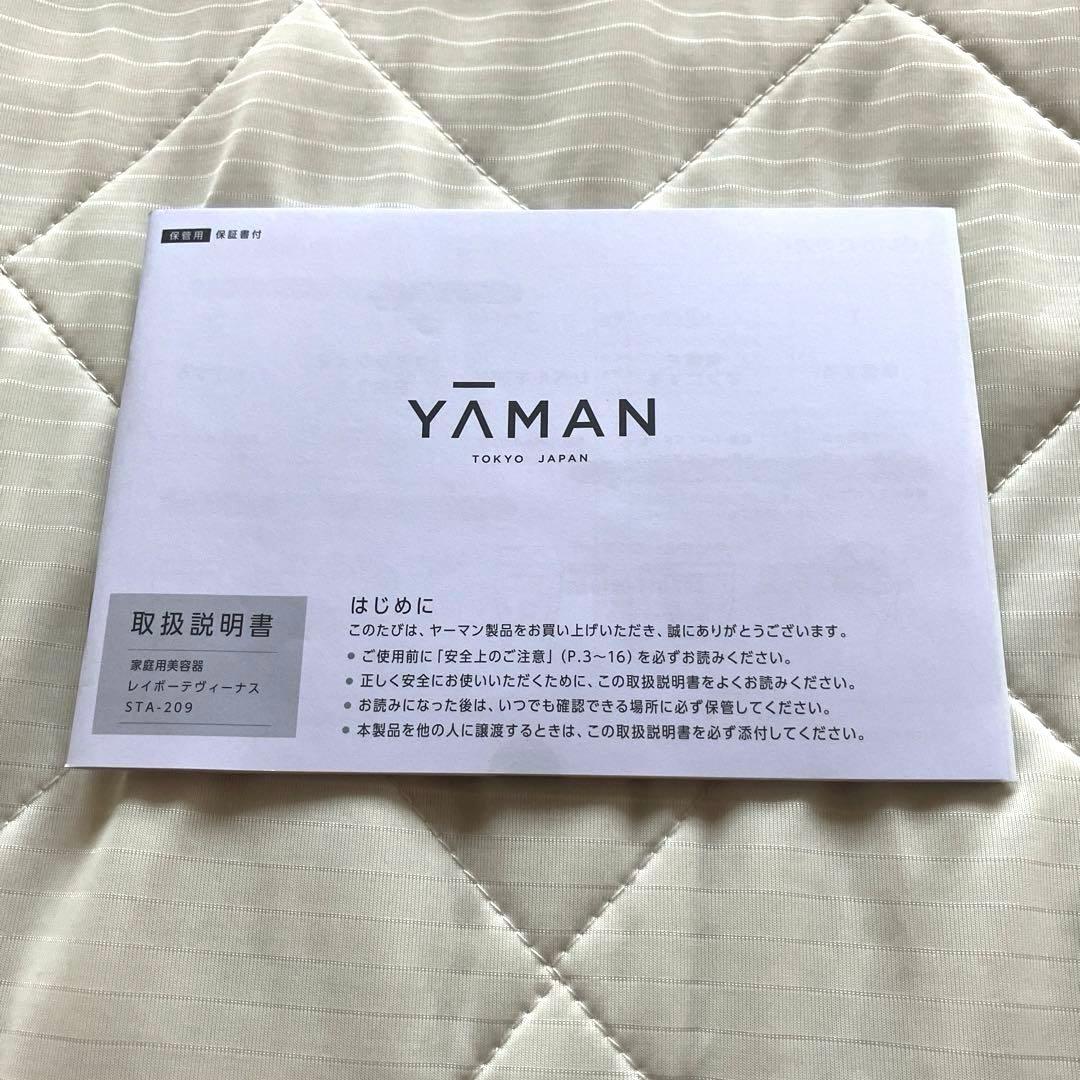 保管用 保証書付
YAMAN
TOKYO JAPAN
取扱説明書
家庭用美容器
レイボーテヴィーナス
STA-209
はじめに
このたびは、ヤーマン製品をお買い上げいただき、誠にありがとうございます。
● ご使用前に「安全上のご注意」(P.3〜16)を必ずお読みください。
● 正しく安全にお使いいただくために、この取扱説明書をよくお読みください。
● お読みになった後は、いつでも確認できる場所に必ず保管してください。
● 本製品を他の人に譲渡するときは、この取扱説明書を必ず添付してください。